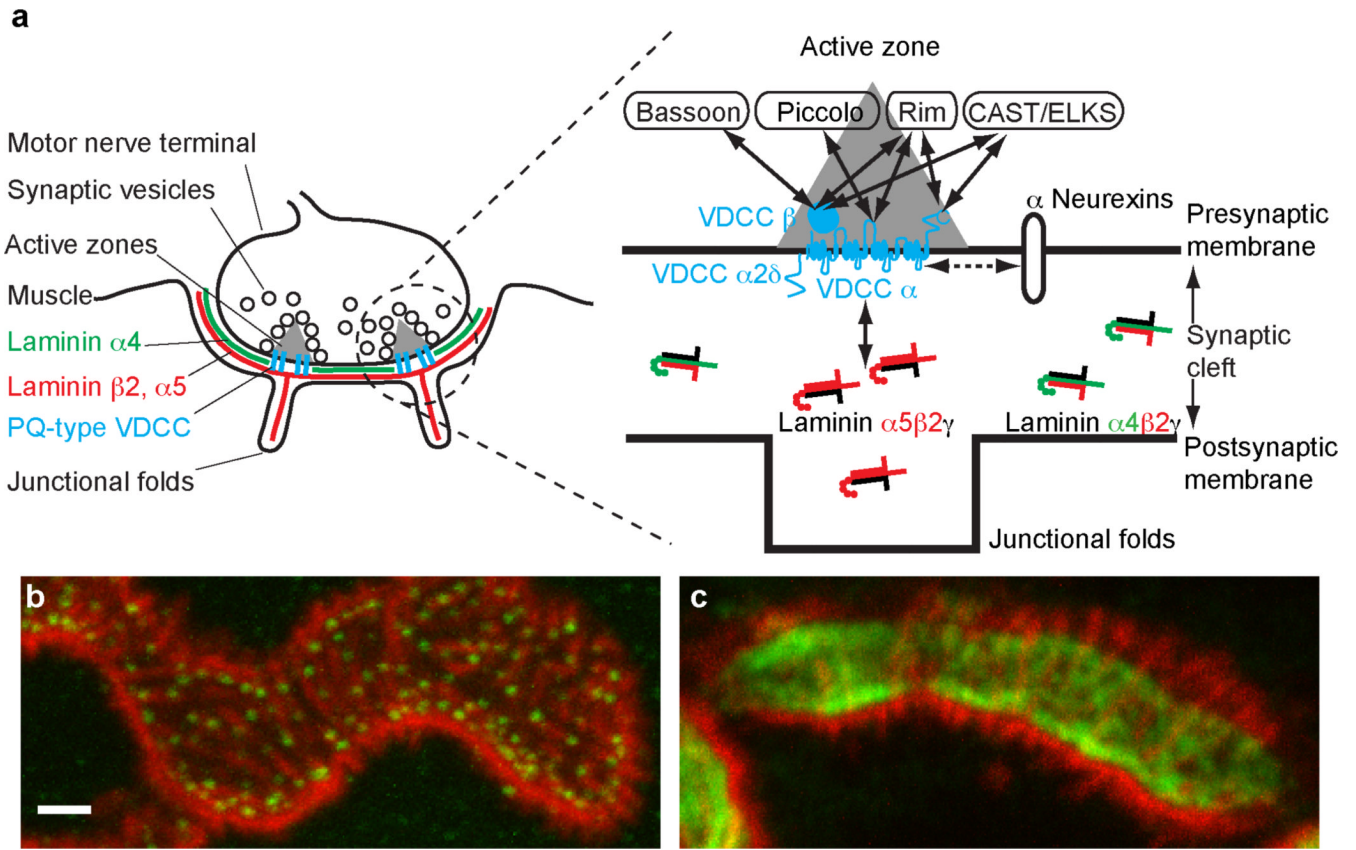 a
Motor nerve terminal
Synaptic vesicles
Active zones
Muscle
Laminin α4
Laminin β2, α5
PQ-type VDCC
Junctional folds
Active zone
Bassoon
Piccolo
Rim
CAST/ELKS
VDCC β
α Neurexins
Presynaptic
membrane
VDCC α2δ
VDCC α
Synaptic
cleft
Laminin α5β2γ
Laminin α4β2γ
Postsynaptic
membrane
Junctional folds
b
c